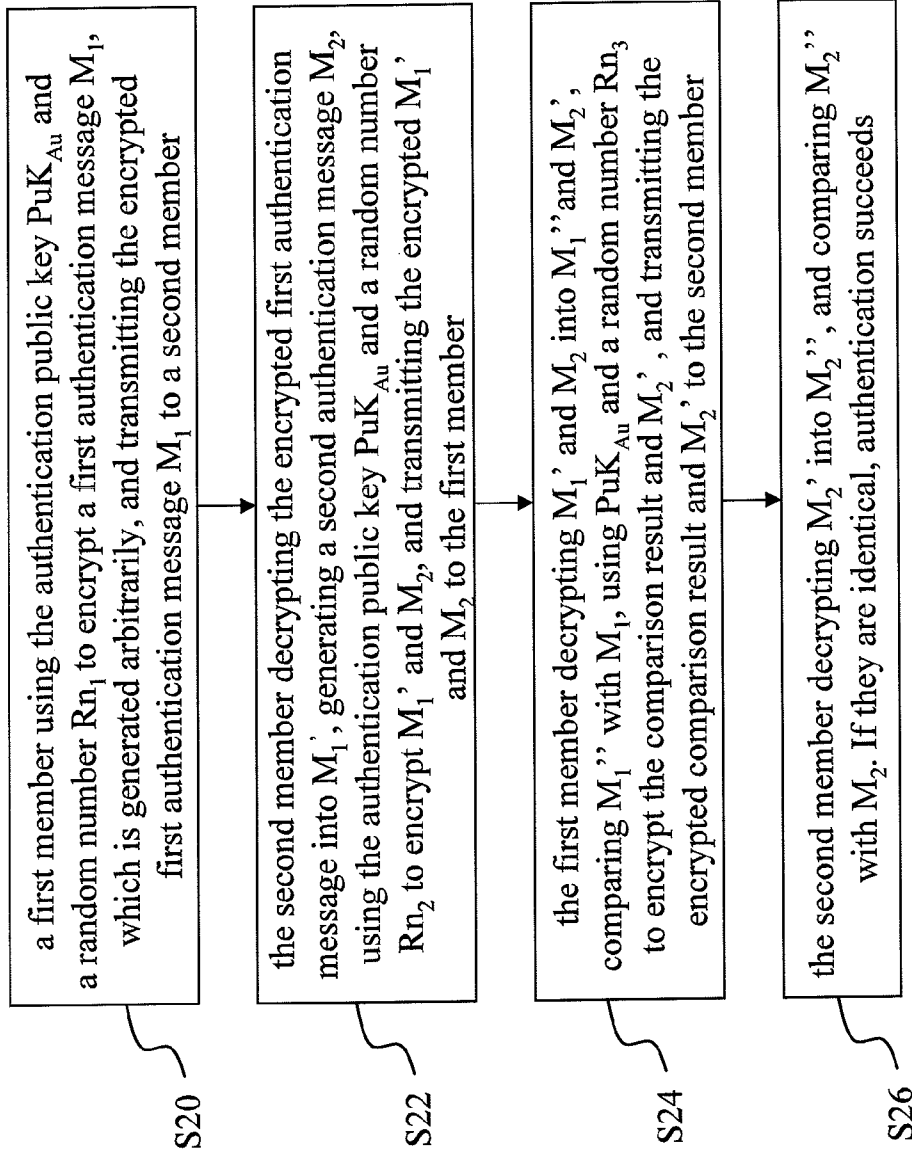 a first member using the authentication public key PuK_Au and
a random number Rn_1 to encrypt a first authentication message M_1,
which is generated arbitrarily, and transmitting the encrypted
first authentication message M_1 to a second member
S20
the second member decrypting the encrypted first authentication
message into M_1', generating a second authentication message M_2,
using the authentication public key PuK_Au and a random number
Rn_2 to encrypt M_1' and M_2, and transmitting the encrypted M_1'
and M_2 to the first member
S22
the first member decrypting M_1' and M_2 into M_1'' and M_2',
comparing M_1'' with M_1, using PuK_Au and a random number Rn_3
to encrypt the comparison result and M_2', and transmitting the
encrypted comparison result and M_2' to the second member
S24
the second member decrypting M_2' into M_2'', and comparing M_2''
with M_2. If they are identical, authentication succeeds
S26